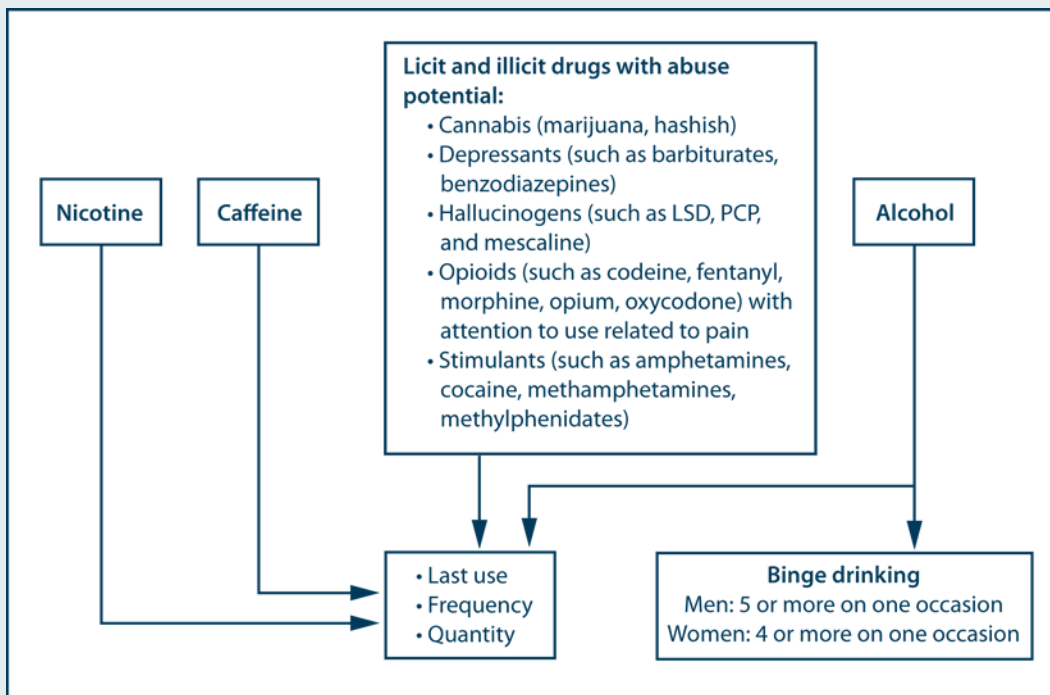 Licit and illicit drugs with abuse
potential:
• Cannabis (marijuana, hashish)
• Depressants (such as barbiturates,
benzodiazepines)
• Hallucinogens (such as LSD, PCP,
and mescaline)
• Opioids (such as codeine, fentanyl,
morphine, opium, oxycodone) with
attention to use related to pain
• Stimulants (such as amphetamines,
cocaine, methamphetamines,
methylphenidates)
Nicotine
Caffeine
Alcohol
• Last use
• Frequency
• Quantity
Binge drinking
Men: 5 or more on one occasion
Women: 4 or more on one occasion